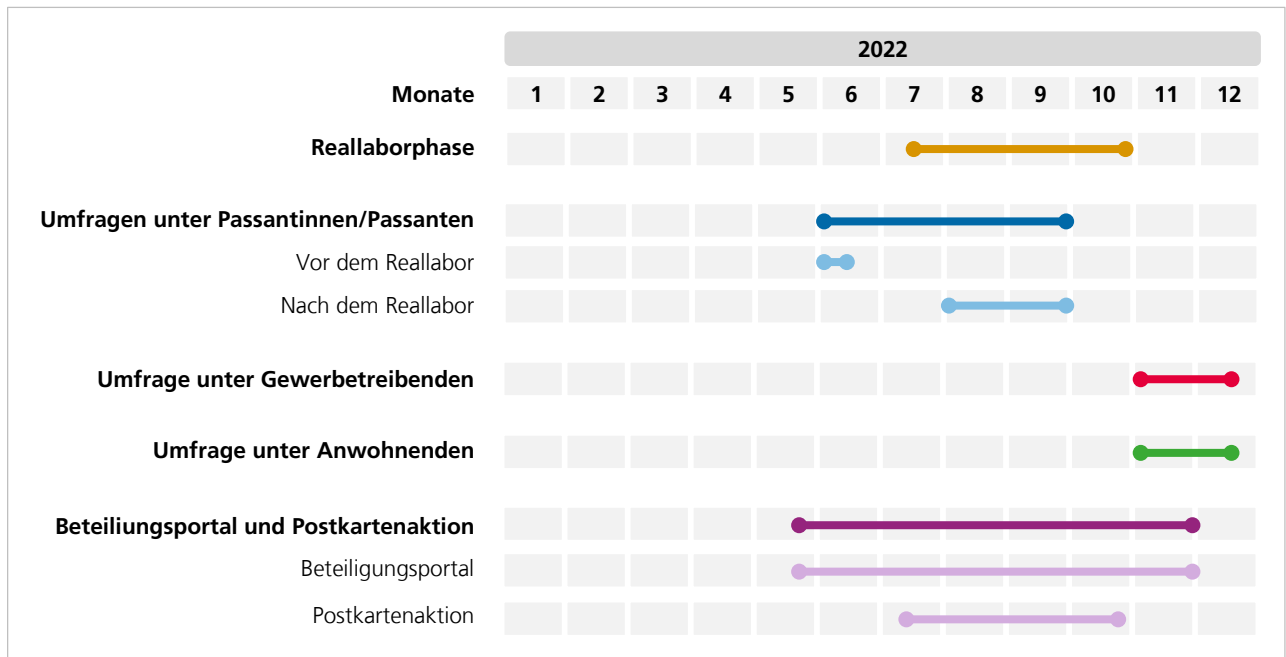 2022
Monate 1 2 3 4 5 6 7 8 9 10 11 12
Reallaborphase
Umfragen unter Passantinnen/Passanten
Vor dem Reallabor
Nach dem Reallabor
Umfrage unter Gewerbetreibenden
Umfrage unter Anwohnenden
Beteiliungsportal und Postkartenaktion
Beteiligungsportal
Postkartenaktion